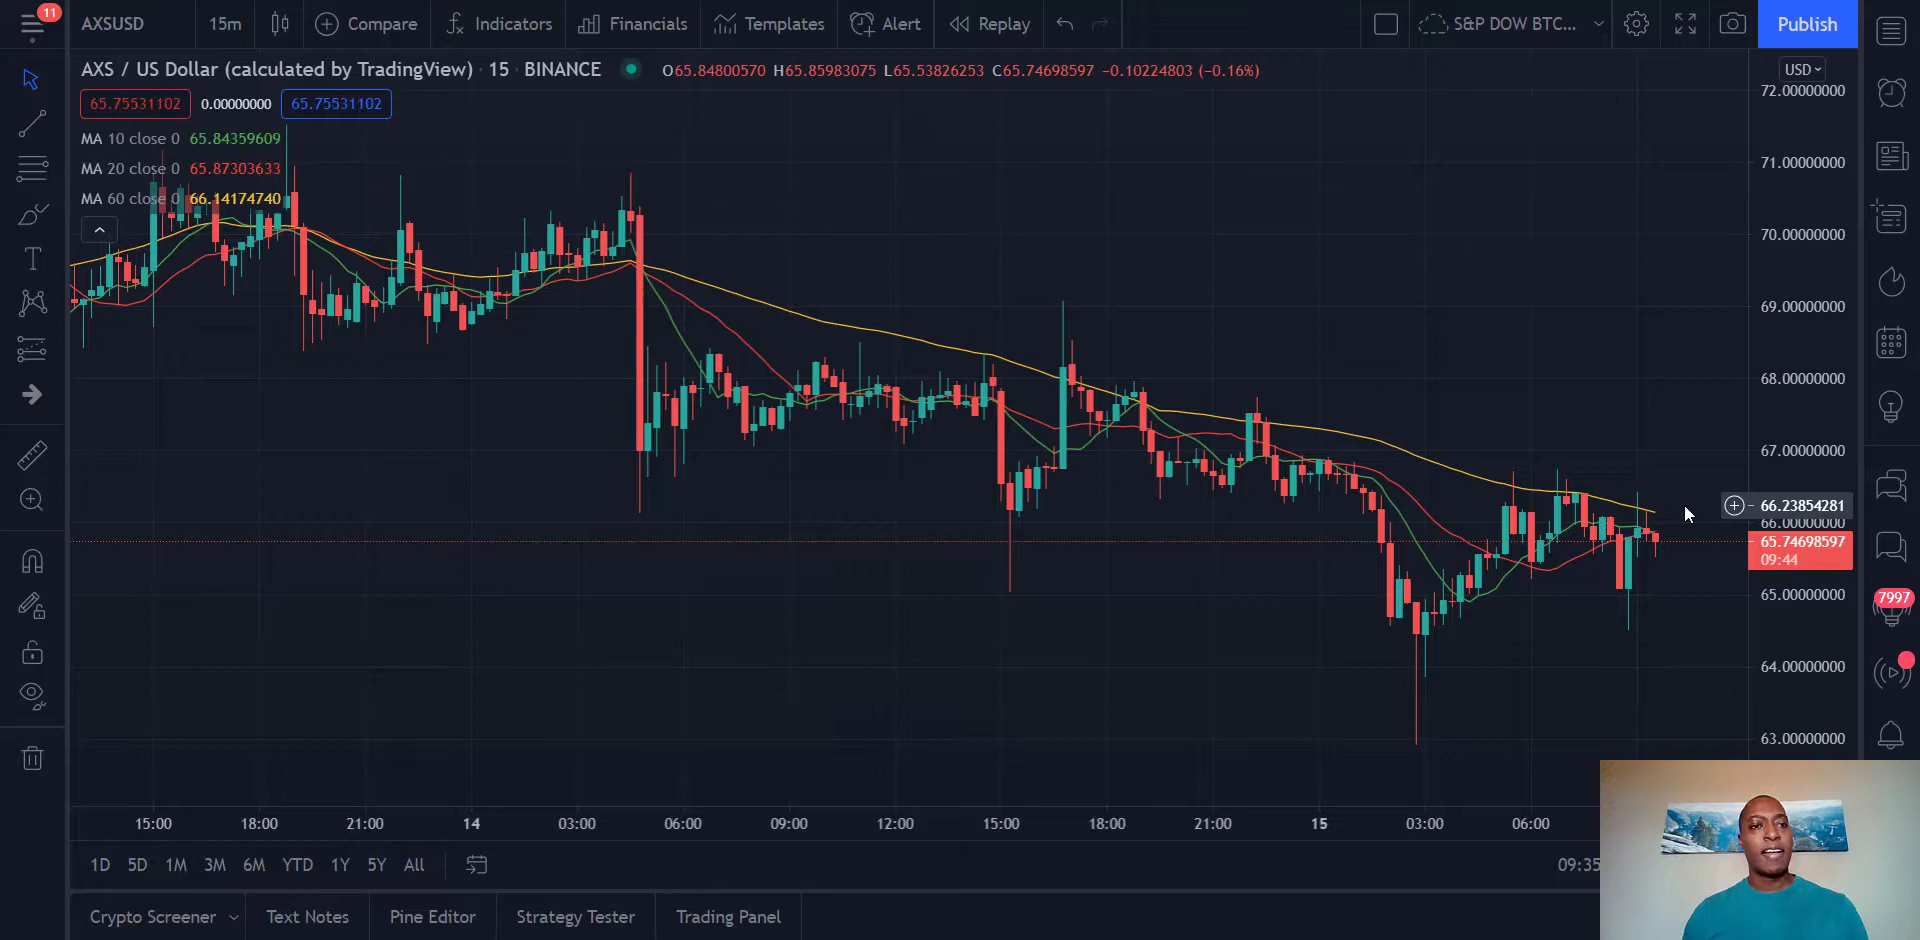 11
AXSUSD 15m Compare Indicators Financials Templates Alert Replay S&P DOW BTC... Publish
AXS / US Dollar (calculated by TradingView) · 15 · BINANCE O65.84800570 H65.85983075 L65.53826253 C65.74698597 −0.10224803 (−0.16%)
USD
65.75531102 0.00000000 65.75531102
72.00000000
MA 10 close 0 65.84359609
71.00000000
MA 20 close 0 65.87303633
MA 60 close 0 66.14174740
70.00000000
69.00000000
68.00000000
67.00000000
66.23854281
66.00000000
65.74698597
09:44
65.00000000
7997
64.00000000
63.00000000
15:00 18:00 21:00 14 03:00 06:00 09:00 12:00 15:00 18:00 21:00 15 03:00 06:00
1D 5D 1M 3M 6M YTD 1Y 5Y All 09:35
Crypto Screener Text Notes Pine Editor Strategy Tester Trading Panel